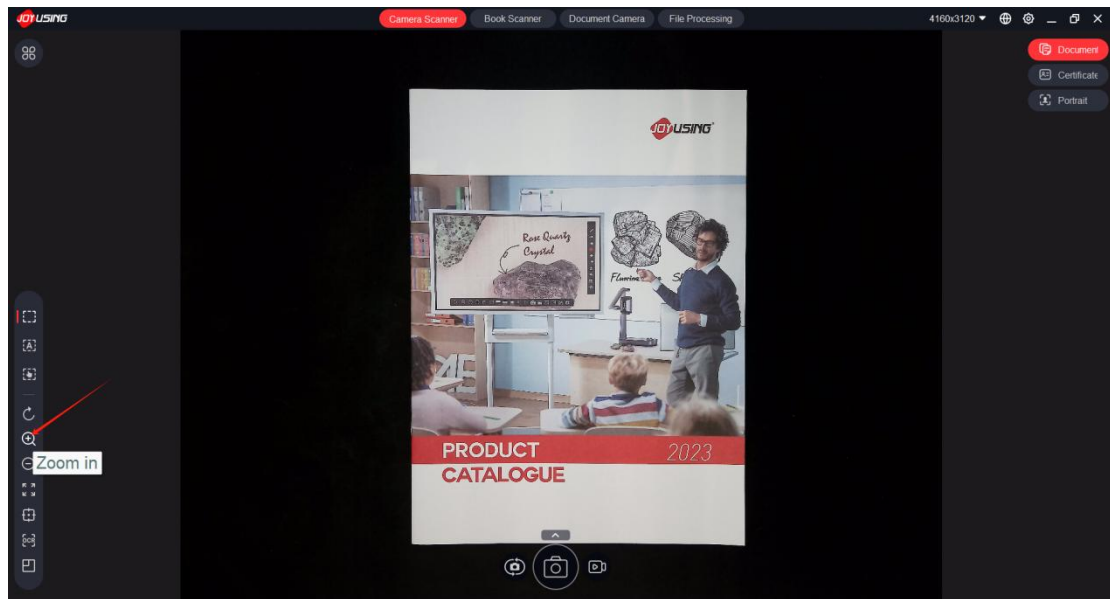 JOYUSING
Camera Scanner
Book Scanner
Document Camera
File Processing
4160x3120
Document
Certificate
Portrait
JOYUSING
Rose Quartz
Crystal
PRODUCT
CATALOGUE
2023
A
Zoom in
OCR